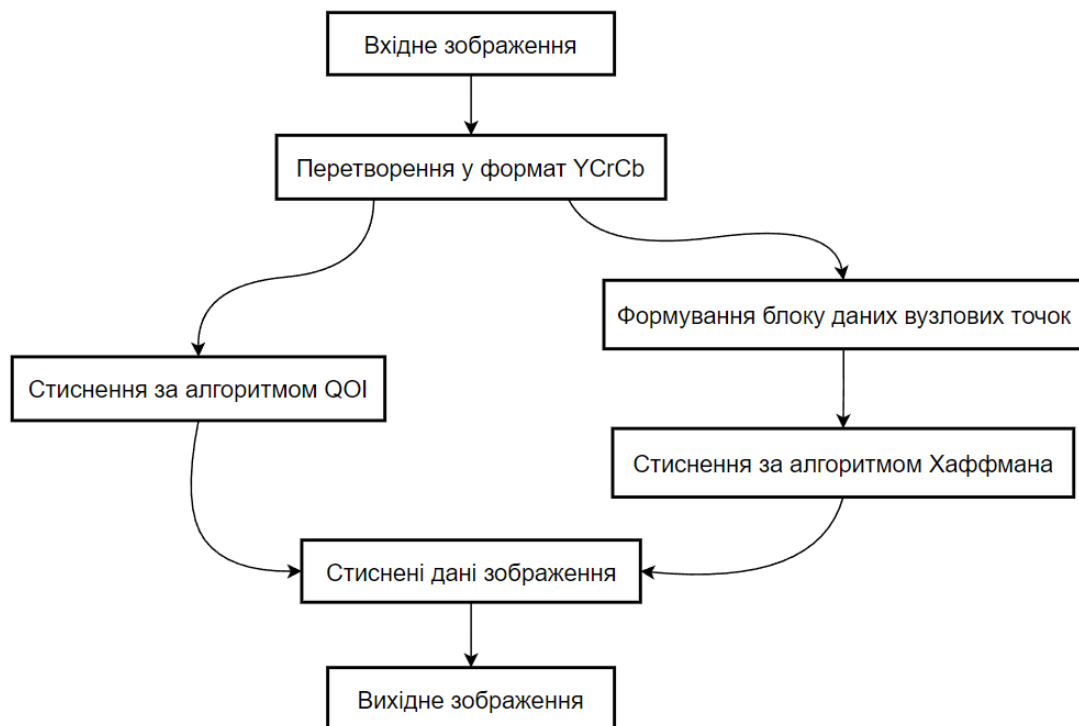 Вхідне зображення
Перетворення у формат YCrCb
Формування блоку даних вузлових точок
Стиснення за алгоритмом QOI
Стиснення за алгоритмом Хаффмана
Стиснені дані зображення
Вихідне зображення